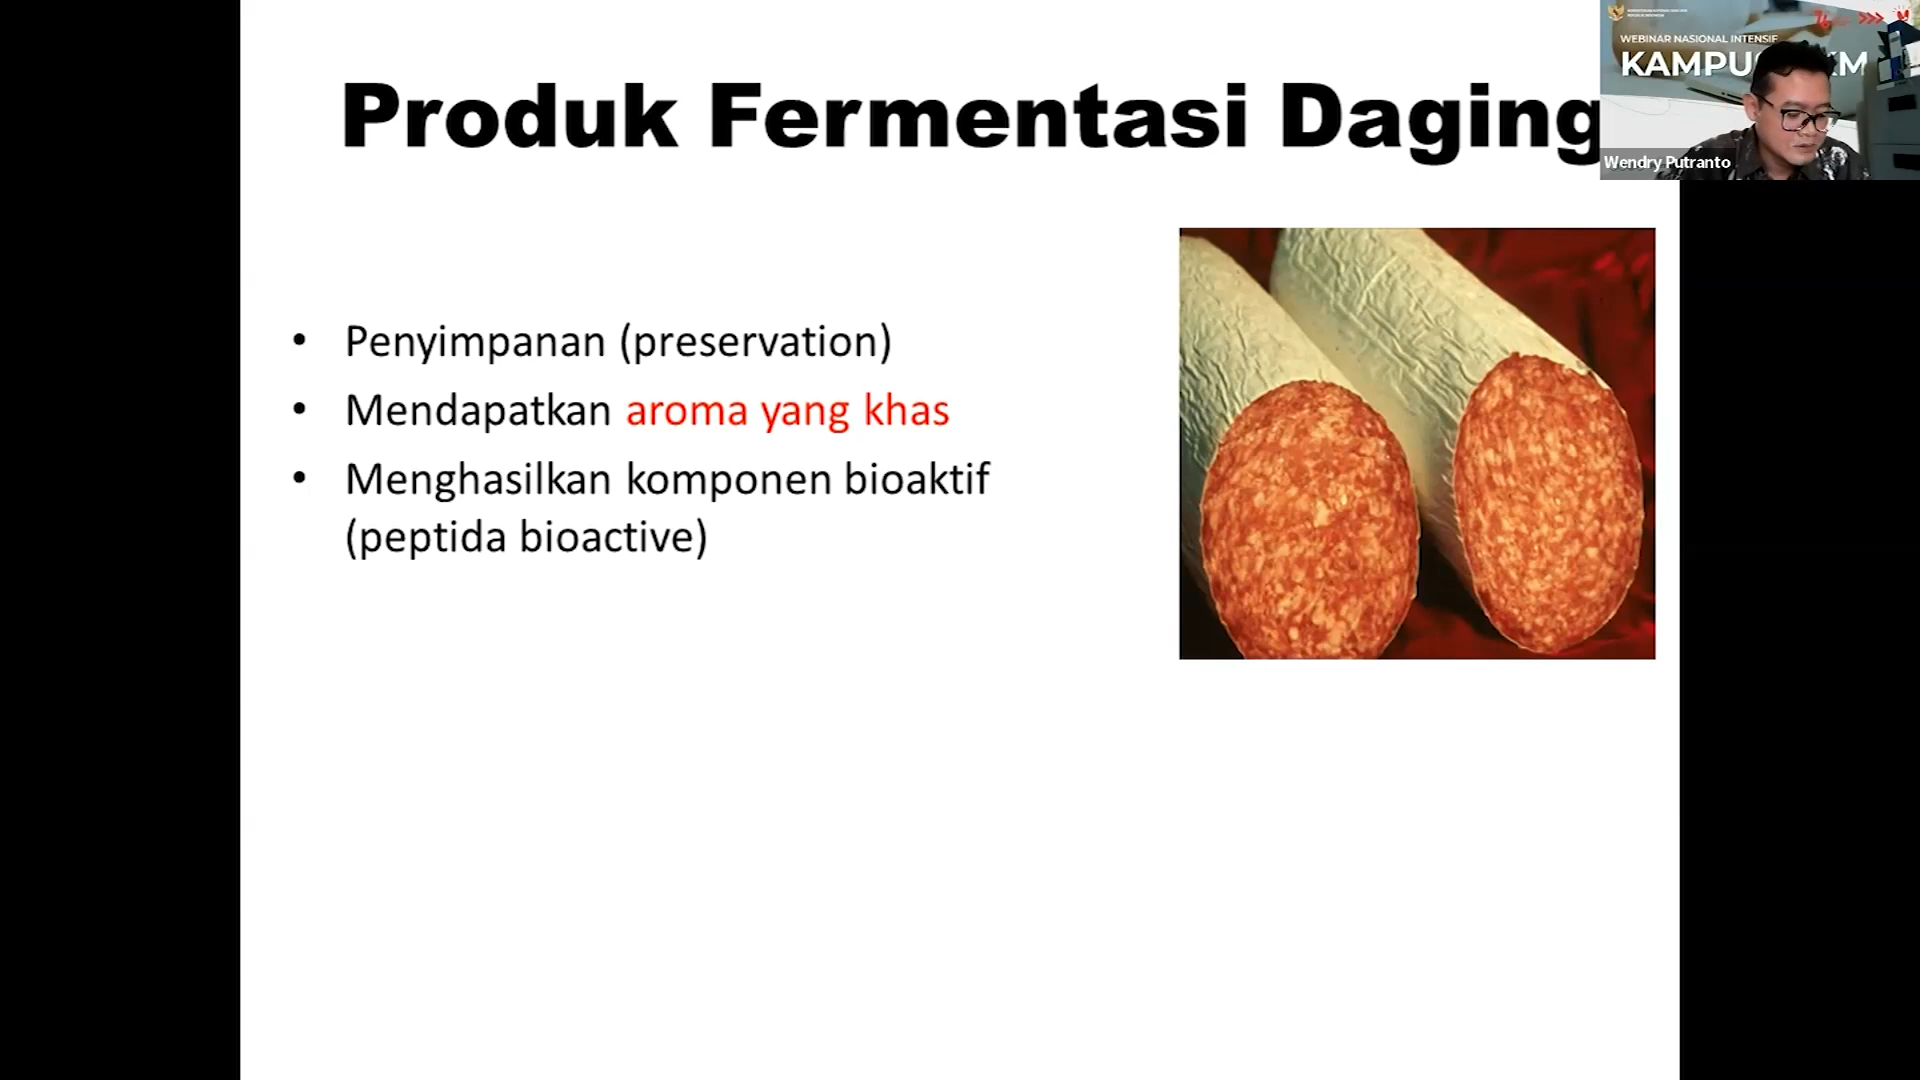 Produk Fermentasi Daging
WEBINAR NASIONAL INTENSIF
Wendry Putranto
• Penyimpanan (preservation)
• Mendapatkan aroma yang khas
• Menghasilkan komponen bioaktif
(peptida bioactive)